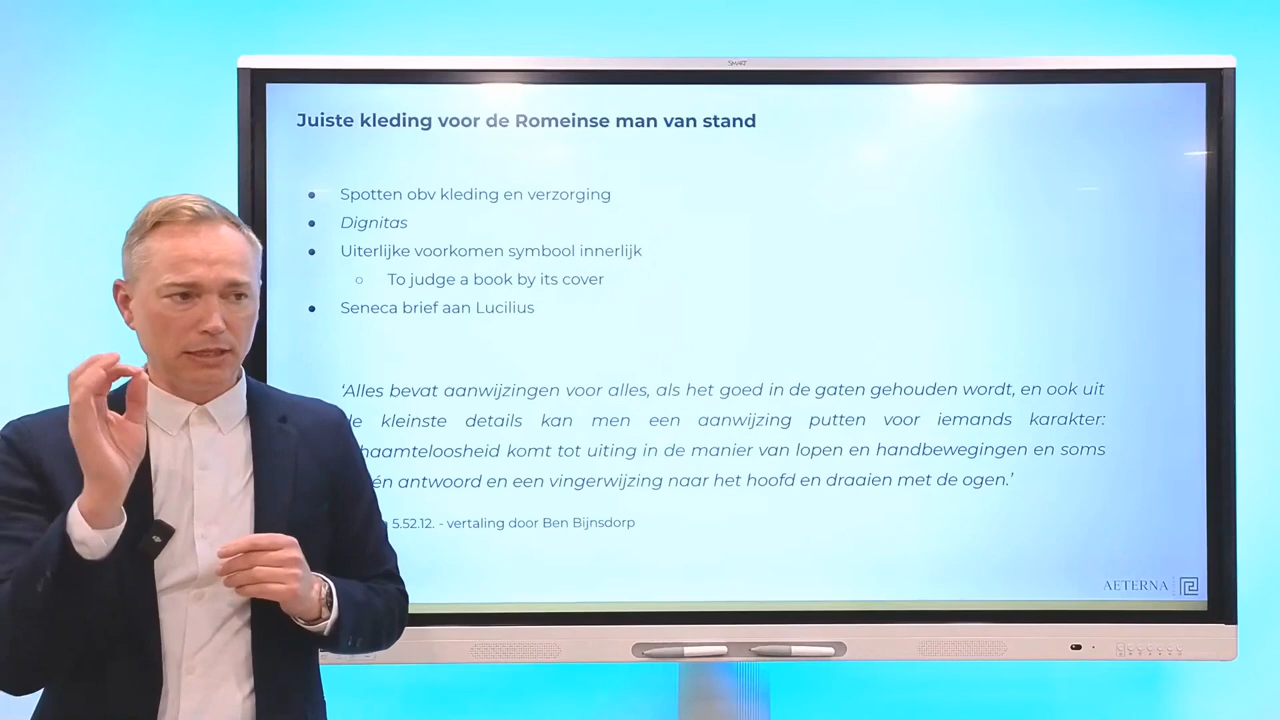 SMART
Juiste kleding voor de Romeinse man van stand
Spotten obv kleding en verzorging
Dignitas
Uiterlijke voorkomen symbool innerlijk
To judge a book by its cover
Seneca brief aan Lucilius
‘Alles bevat aanwijzingen voor alles, als het goed in de gaten gehouden wordt, en ook uit
kleinste details kan men een aanwijzing putten voor iemands karakter:
komt tot uiting in de manier van lopen en handbewegingen en soms
antwoord en een vingerwijzing naar het hoofd en draaien met de ogen.’
5.52.12. - vertaling door Ben Bijnsdorp
AETERNA